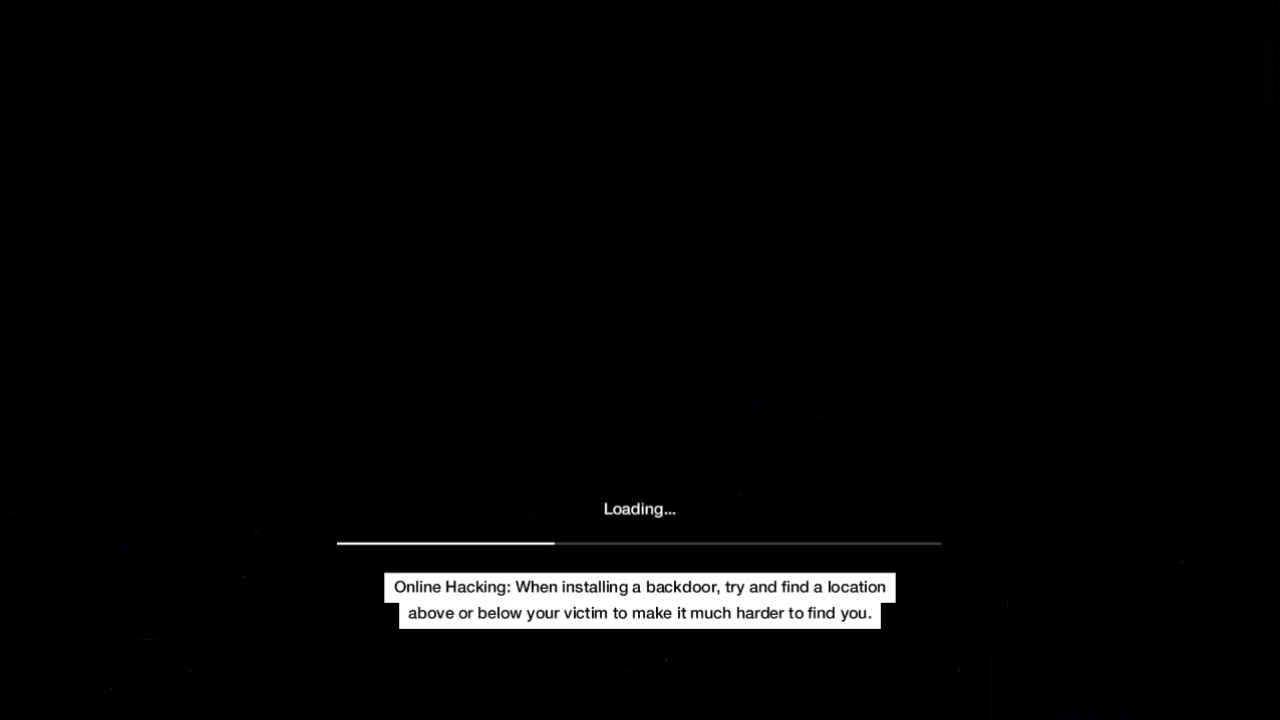 Loading...
Online Hacking: When installing a backdoor, try and find a location
above or below your victim to make it much harder to find you.